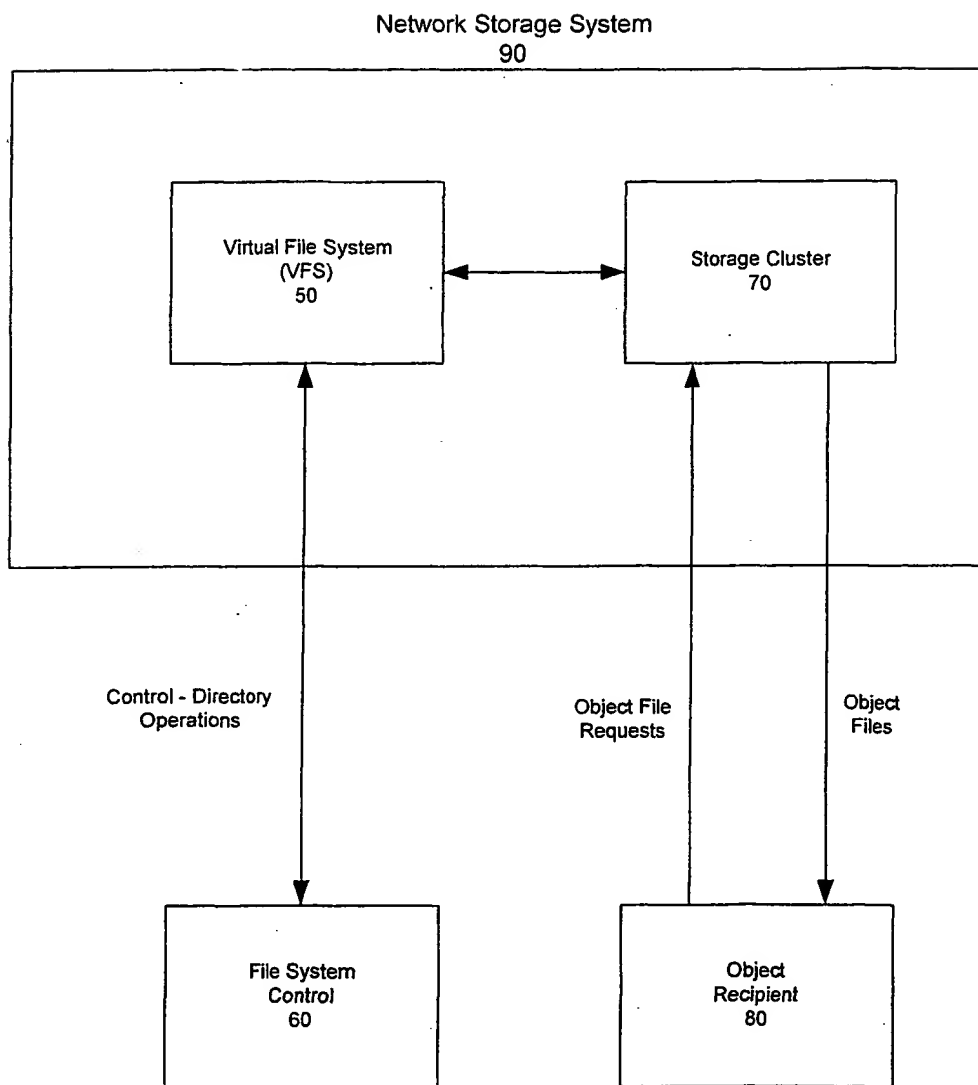 Network Storage System
90
Virtual File System
(VFS)
50
Storage Cluster
70
Control - Directory
Operations
Object File
Requests
Object
Files
File System
Control
60
Object
Recipient
80